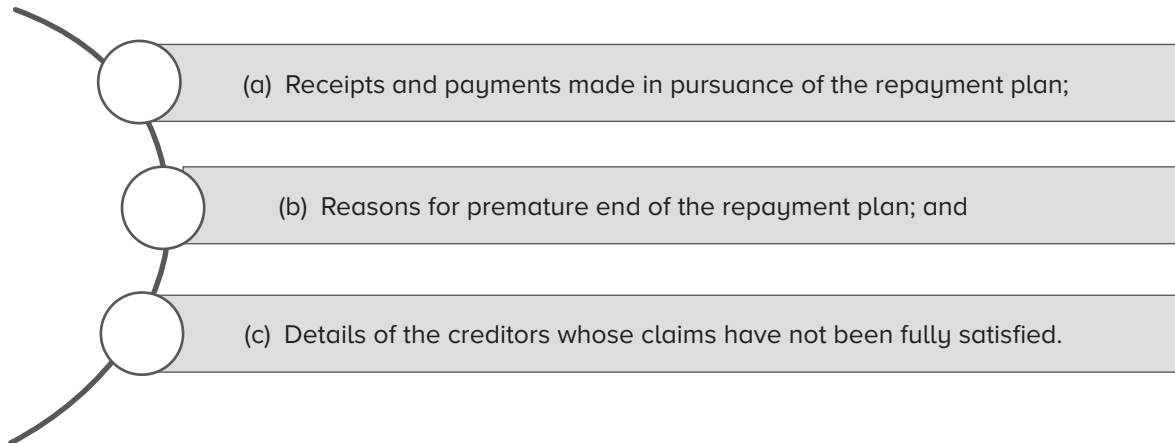 (a) Receipts and payments made in pursuance of the repayment plan;
(b) Reasons for premature end of the repayment plan; and
(c) Details of the creditors whose claims have not been fully satisfied.